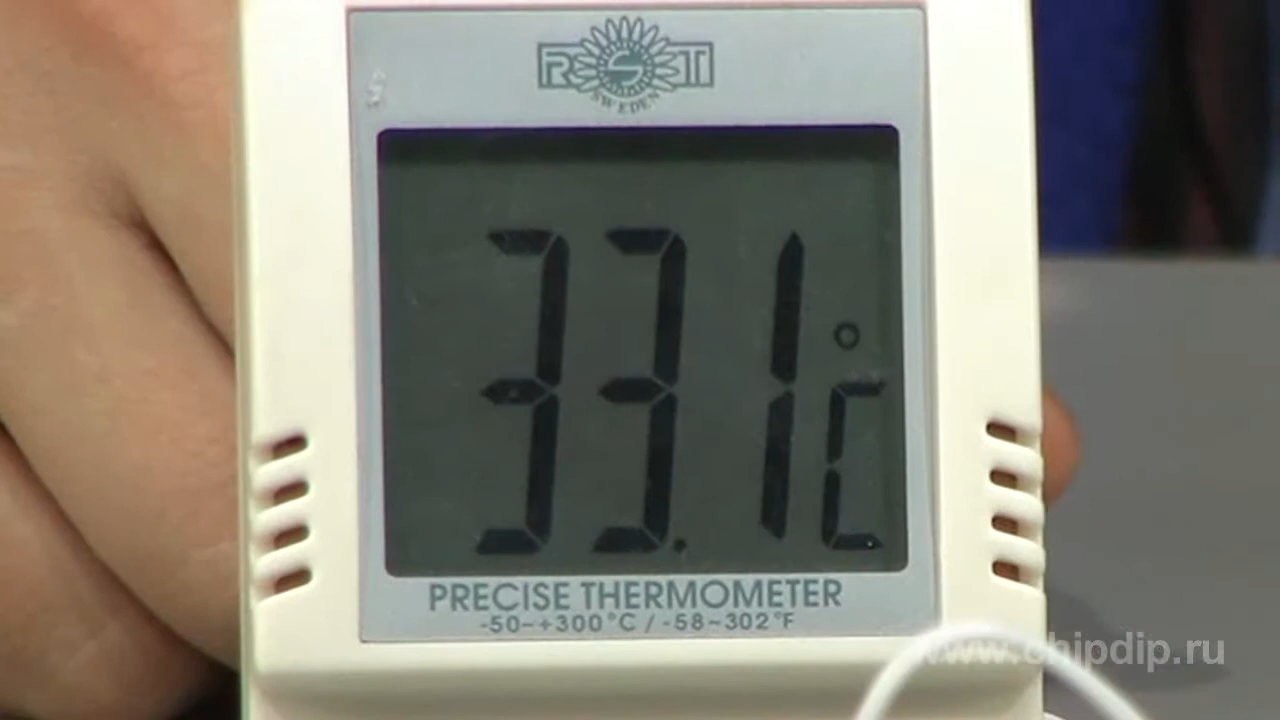 RST
SWEDEN
33.1°C
PRECISE THERMOMETER
-50~+300°C / -58~302°F
www.chipdip.ru